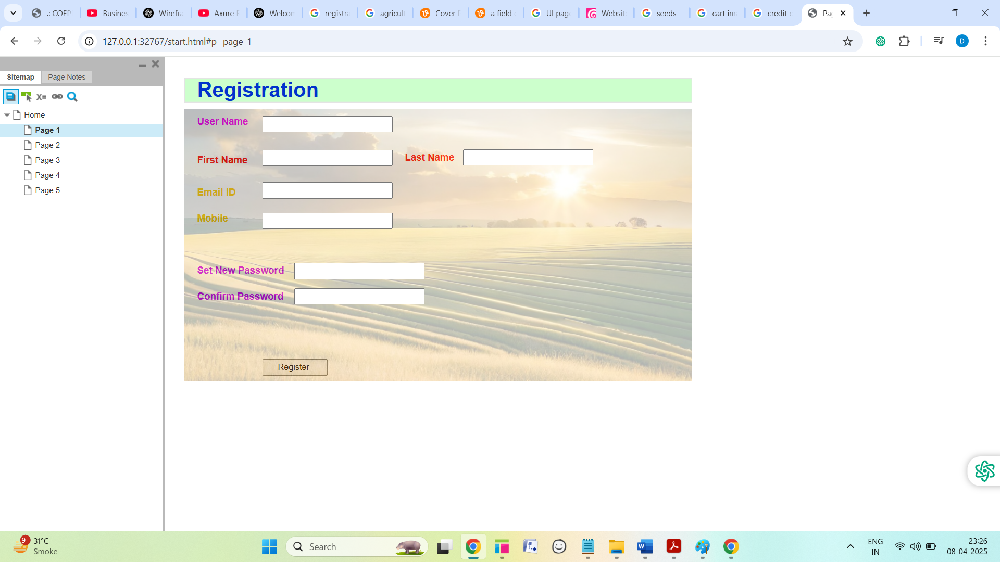 .: COEP
Busines
Wirefra
Axure F
Welcon
registra
agricult
Cover P
a field o
UI page
Website
seeds -
cart im
credit c
Pa
127.0.0.1:32767/start.html#p=page_1
D
Sitemap
Page Notes
X=
Home
Page 1
Page 2
Page 3
Page 4
Page 5
Registration
User Name
First Name
Last Name
Email ID
Mobile
Set New Password
Confirm Password
Register
9+
31°C
Smoke
Search
W
ENG
IN
23:26
08-04-2025